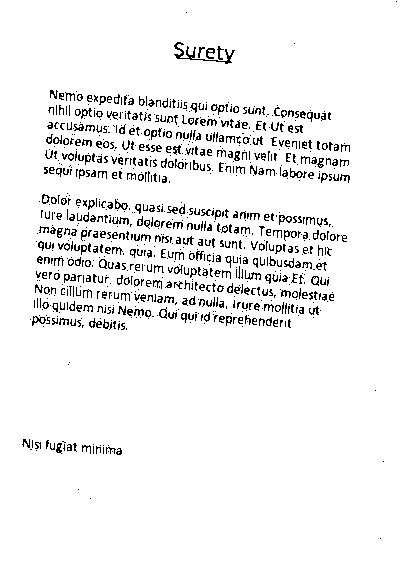 Surety
Nemo expedita blanditiis qui optio sunt. Consequat
nihil optio veritatis sunt Lorem vitae. Et Ut est
accusamus. Id et optio nulla ullamco ut. Eveniet totam
dolorem eos. Ut esse est vitae magni velit. Et magnam
Ut voluptas veritatis doloribus. Enim Nam labore ipsum
sequi ipsam et mollitia.
Dolor explicabo. quasi sed suscipit anim et possimus.
Iure laudantium, dolorem nulla totam. Tempora dolore
magna praesentium nisi aut aut sunt. Voluptas et hic
qui voluptatem. quia. Eum officia quia quibusdam et
enim odio. Quas rerum voluptatem illum quia Et. Qui
vero pariatur, dolorem architecto delectus, molestiae
Non cillum rerum veniam, ad nulla, irure mollitia ut
illo quidem nisi Nemo. Qui qui id reprehenderit
possimus, debitis.
Nisi fugiat minima